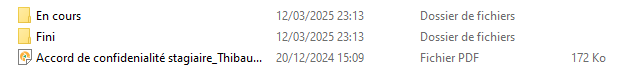 En cours 12/03/2025 23:13 Dossier de fichiers
Fini 12/03/2025 23:13 Dossier de fichiers
Accord de confidenialité stagiaire_Thibau... 20/12/2024 15:09 Fichier PDF 172 Ko